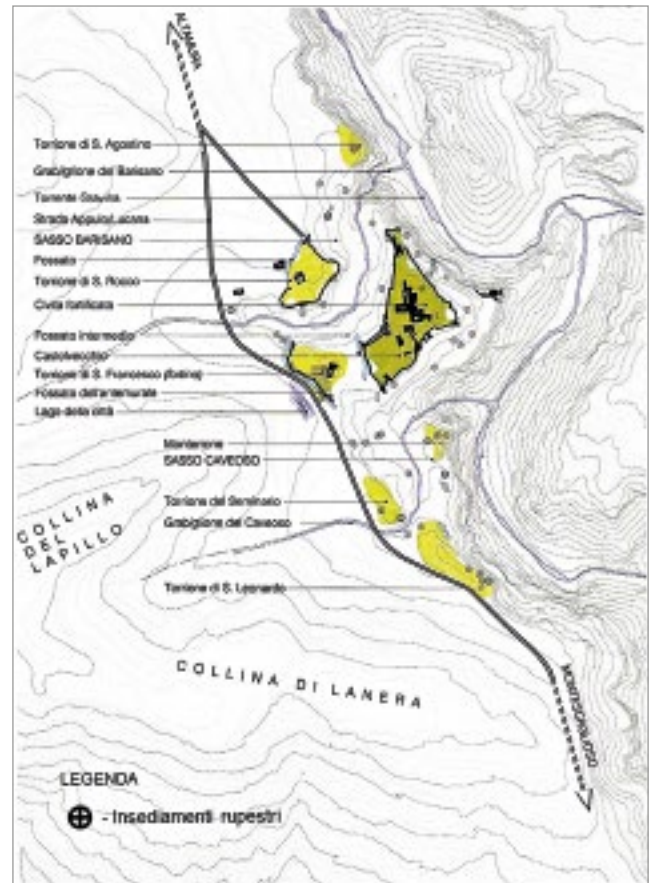 ALTAMURA
Torrione di S. Agostino
Grabiglione del Barisano
Torrente Gravina
Strada Appulo-Lucana
SASSO BARISANO
Fossato
Torrione di S. Rocco
Civita fortificata
Fossato intermedio
Castelvecchio
Torrione di S. Francesco
Fossato dell'antemurale
Lago della città
SASSO CAVEOSO
Torrione del Seminario
Grabiglione del Caveoso
COLLINA
DEL
LAPILLO
Torrione di S. Leonardo
COLLINA DI LANERA
MONTESCAGLIOSO
LEGENDA
- Insediamenti rupestri